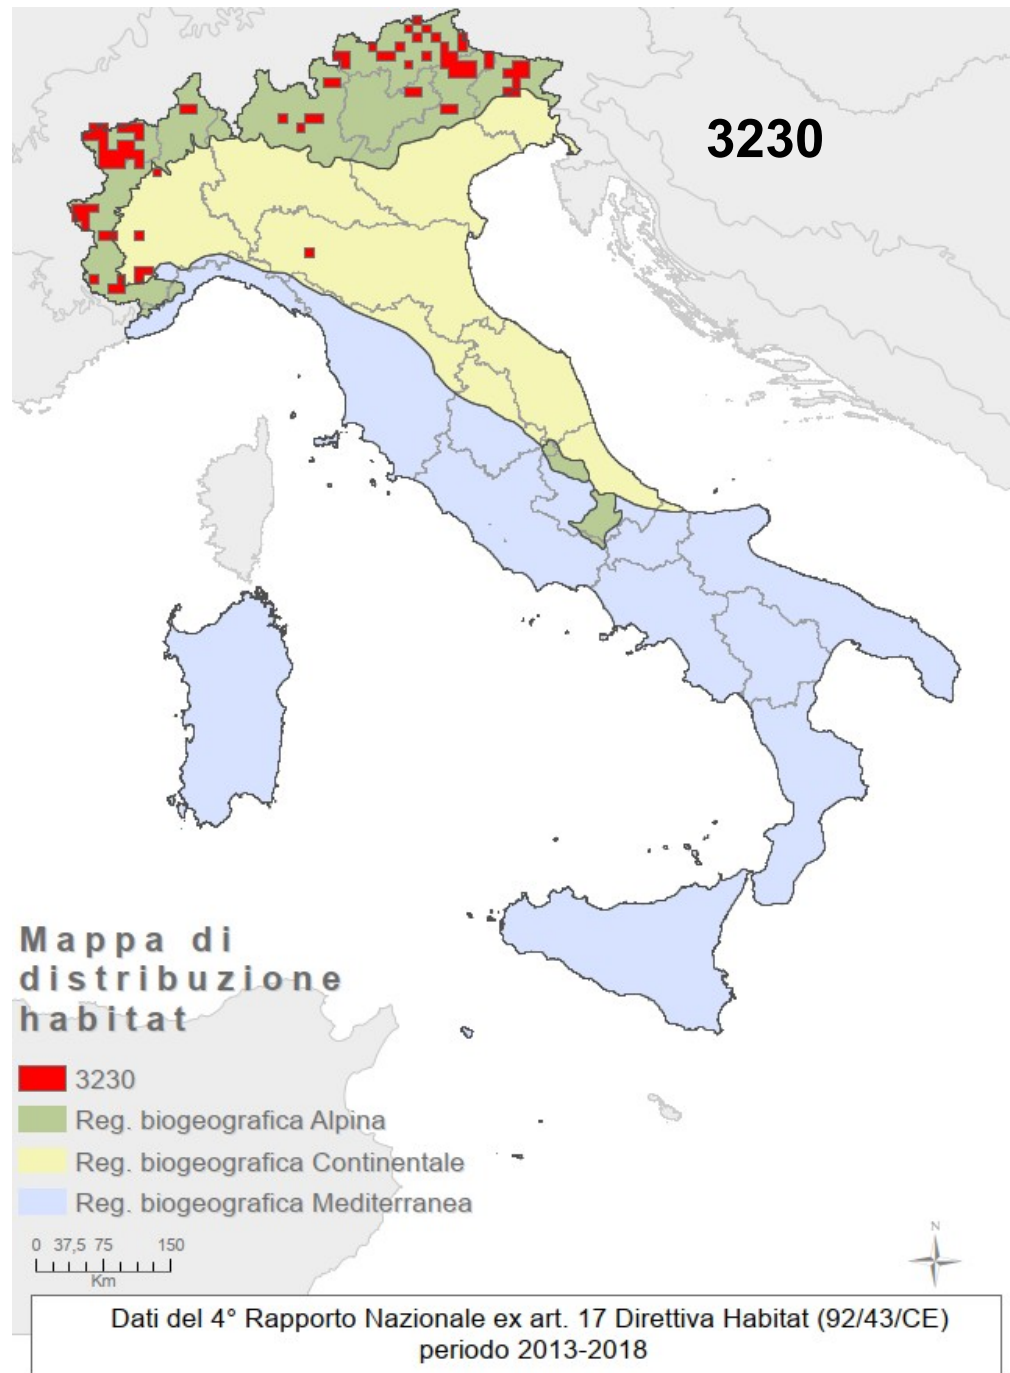 3230
Mappa di
distribuzione
habitat
3230
Reg. biogeografica Alpina
Reg. biogeografica Continentale
Reg. biogeografica Mediterranea
0 37,5 75 150
Km
N
Dati del 4° Rapporto Nazionale ex art. 17 Direttiva Habitat (92/43/CE)
periodo 2013-2018